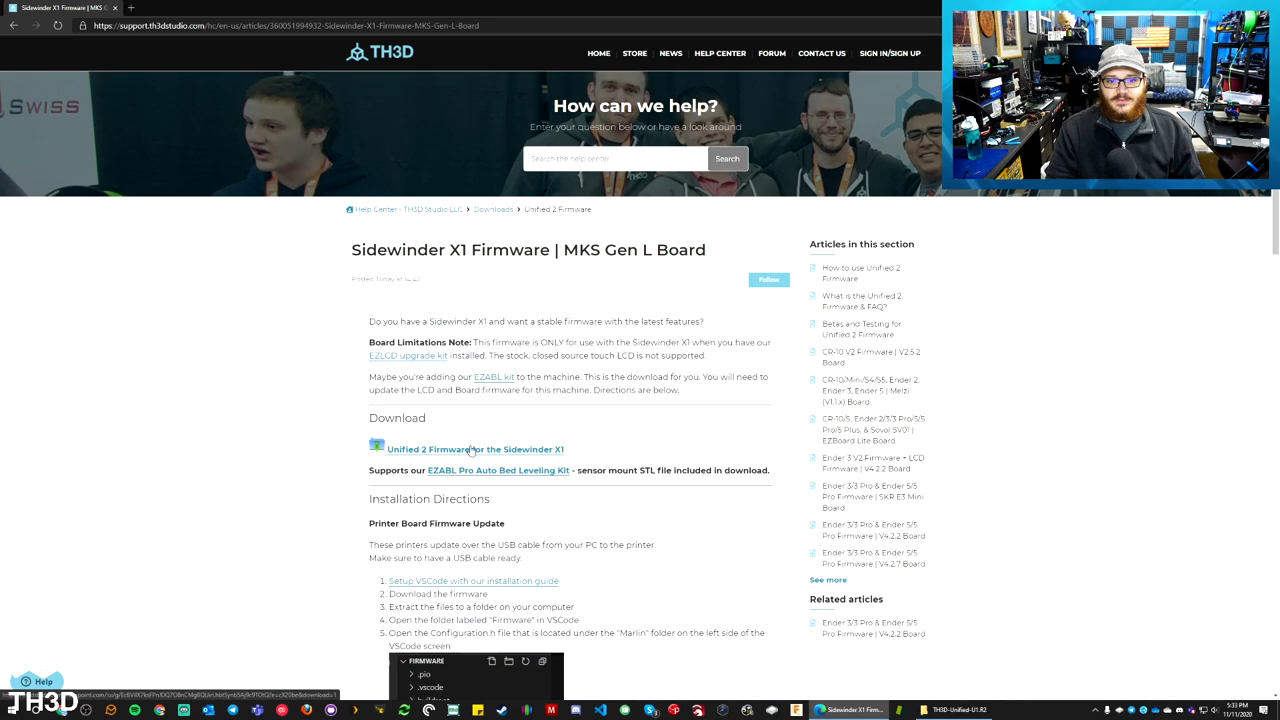 Sidewinder X1 Firmware | MKS
https://support.th3dstudio.com/hc/en-us/articles/360051994932-Sidewinder-X1-Firmware-MKS-Gen-L-Board
TH3D
HOME STORE NEWS HELP CENTER FORUM CONTACT US SIGN IN/SIGN UP
SWISS
How can we help?
Enter your question below or have a look around
Search the help center
Search
Help Center - TH3D Studio LLC > Downloads > Unified 2 Firmware
Sidewinder X1 Firmware | MKS Gen L Board
Posted Today at 14:42
Follow
Do you have a Sidewinder X1 and want a stable firmware with the latest features?
Board Limitations Note: This firmware is ONLY for use with the Sidewinder X1 when you have our
EZLCD upgrade kit installed. The stock, closed source touch LCD is not supported.
Maybe you're adding our EZABL kit to the machine. This is the download for you. You will need to
update the LCD and Board firmware for this machine. Directions are below.
Download
Unified 2 Firmware for the Sidewinder X1
Supports our EZABL Pro Auto Bed Leveling Kit - sensor mount STL file included in download.
Installation Directions
Printer Board Firmware Update
These printers update over the USB cable from your PC to the printer.
Make sure to have a USB cable ready.
1. Setup VSCode with our installation guide
2. Download the firmware
3. Extract the files to a folder on your computer
4. Open the folder labeled "Firmware" in VSCode
5. Open the Configuration.h file that is located under the "Marlin" folder on the left side of the
VSCode screen
FIRMWARE
> .pio
> .vscode
Articles in this section
How to use Unified 2
Firmware
What is the Unified 2
Firmware & FAQ?
Betas and Testing for
Unified 2 Firmware
CR-10 V2 Firmware | V2.5.2
Board
CR-10/Mini/S4/S5, Ender 2,
Ender 3, Ender 5 | Melzi
(V1.1.x) Board
CR-10/S, Ender 2/3/3 Pro/5
Pro/5 Plus, & Sovol SV01 |
EZBoard Lite Board
Ender 3 V2 Firmware + LCD
Firmware | V4.2.2 Board
Ender 3/3 Pro & Ender 5/5
Pro Firmware | SKR E3 Mini
Board
Ender 3/3 Pro & Ender 5/5
Pro Firmware | V4.2.2 Board
Ender 3/3 Pro & Ender 5/5
Pro Firmware | V4.2.7 Board
See more
Related articles
Ender 3/3 Pro & Ender 5/5
Pro Firmware | V4.2.2 Board
Help
TH3D
Sidewinder X1 Firm...
TH3D-Unified-U1.R2
5:33 PM
11/11/2020